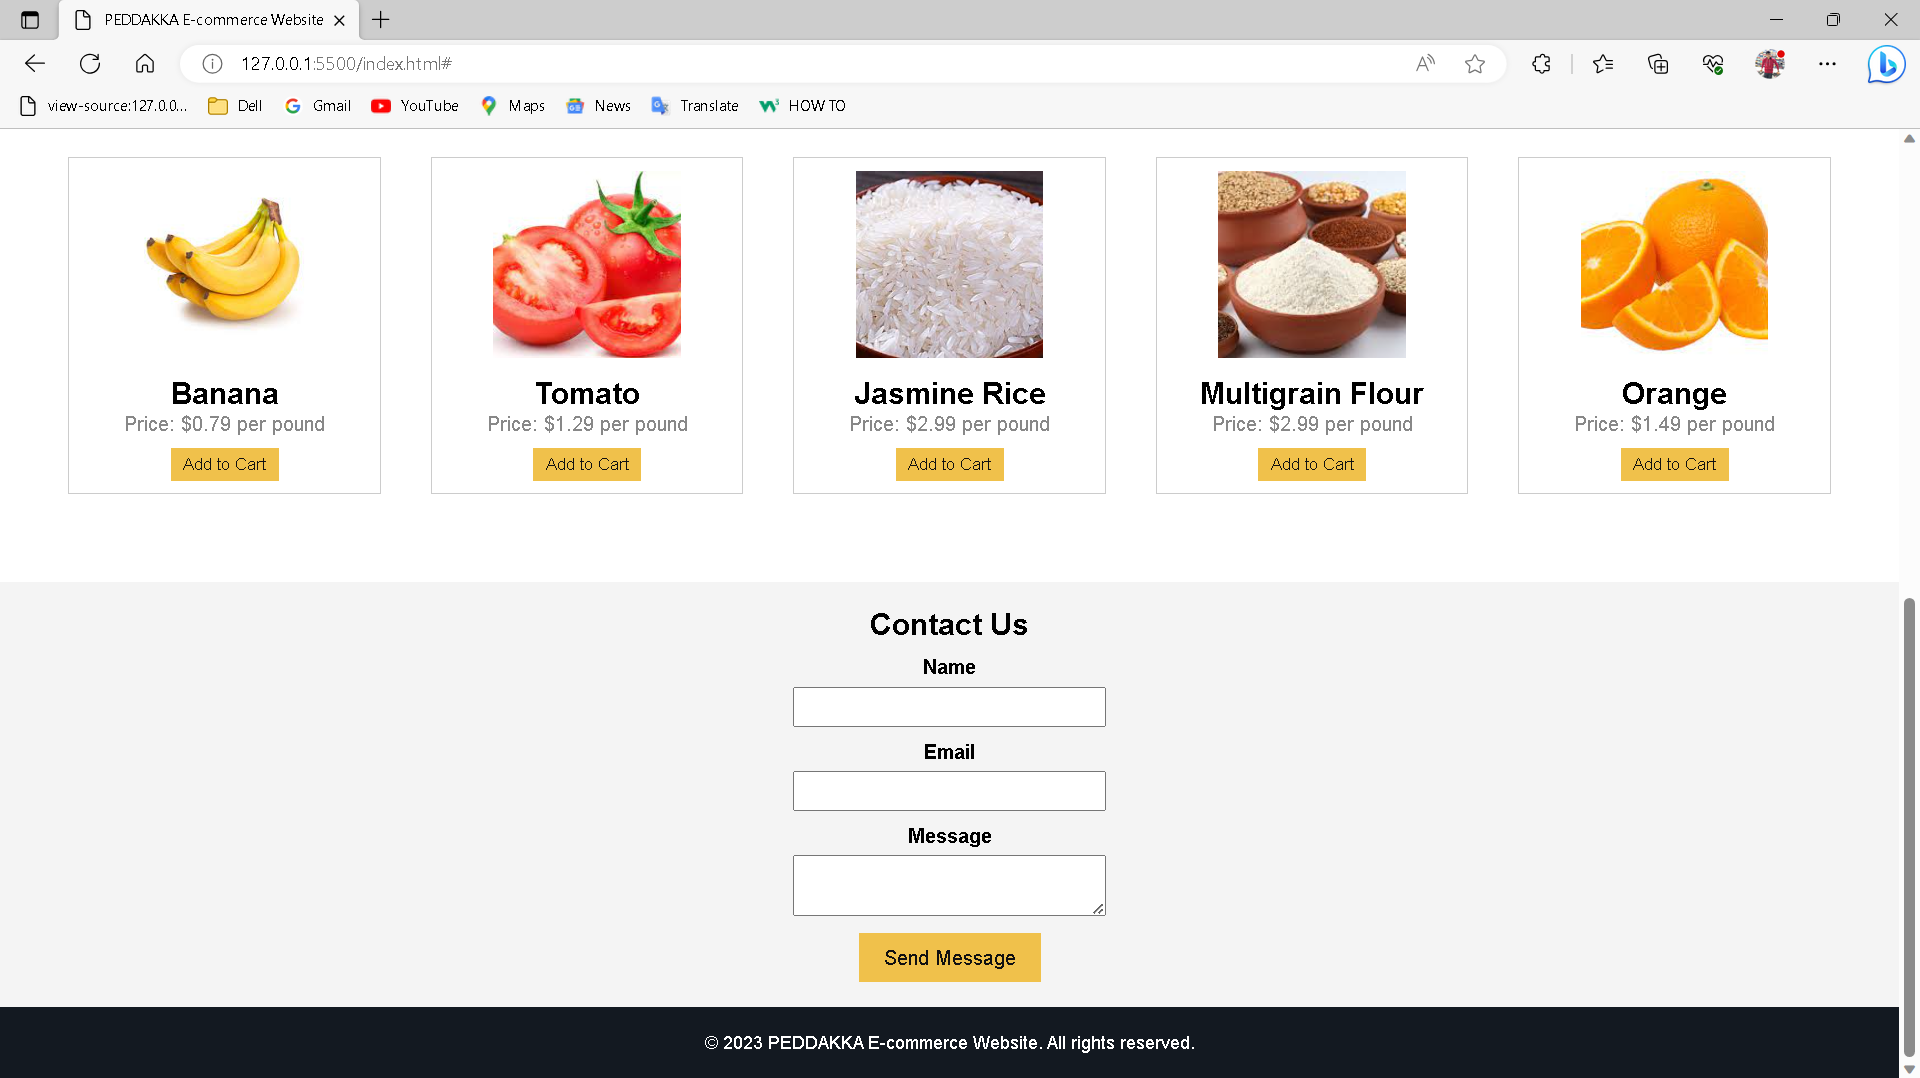 PEDDAKKA E-commerce Website
127.0.0.1:5500/index.html#
view-source:127.0.0... Dell Gmail YouTube Maps News Translate HOW TO
Banana Tomato Jasmine Rice Multigrain Flour Orange
Price: $0.79 per pound Price: $1.29 per pound Price: $2.99 per pound Price: $2.99 per pound Price: $1.49 per pound
Add to Cart Add to Cart Add to Cart Add to Cart Add to Cart
Contact Us
Name
Email
Message
Send Message
© 2023 PEDDAKKA E-commerce Website. All rights reserved.